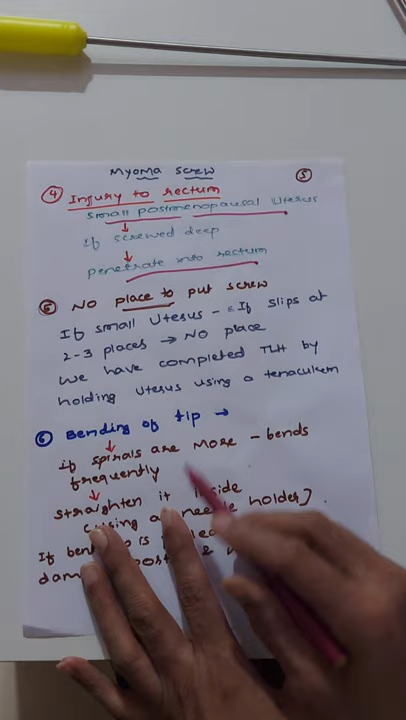 Myoma Screw
5
4 Injury to rectum
small postmenopausal Uterus
↓
If screwed deep
↓
penetrate into rectum
5 NO place to put screw
If small Uterus - If slips at
2-3 places → No place
We have completed TLH by
holding Uterus using a tenaculum
6 Bending of tip →
↓
if spirals are More - bends
frequently
↓
straighten it inside
needle holder)
If